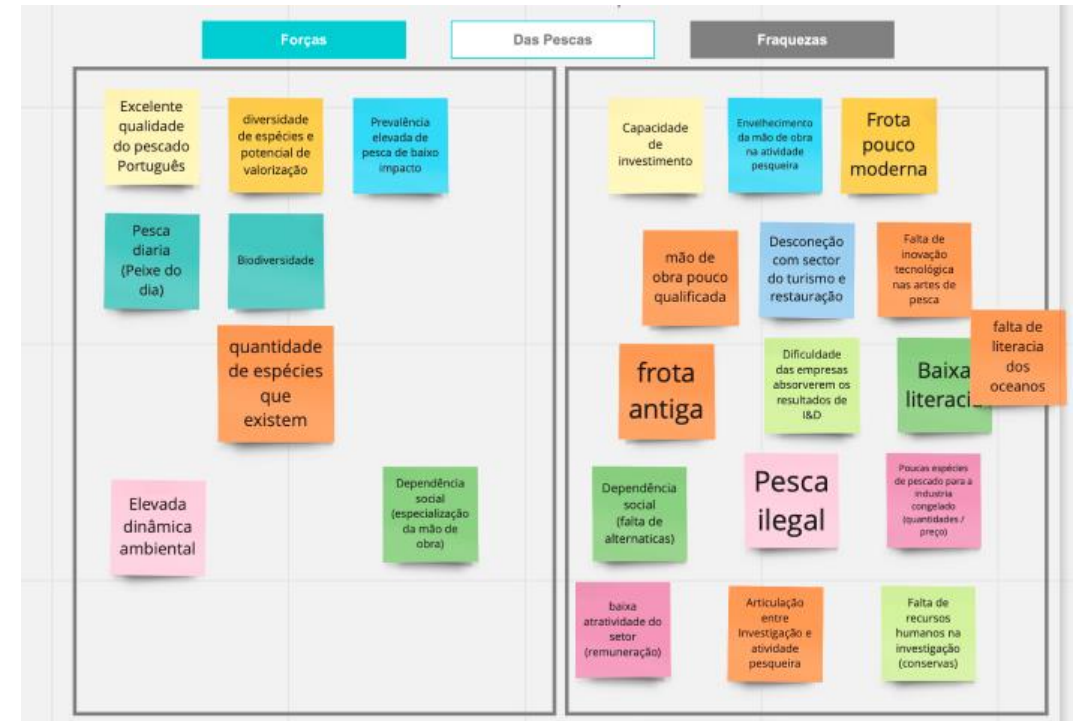 Forças
Das Pescas
Fraquezas
Excelente
qualidade
do pescado
Português
diversidade
de espécies e
potencial de
valorização
Prevalência
elevada de
pesca de baixo
impacto
Pesca
diaria
(Peixe do
dia)
Biodiversidade
quantidade
de espécies
que
existem
Elevada
dinâmica
ambiental
Dependência
social
(especialização
da mão de
obra)
Capacidade
de
investimento
Envelhecimento
da mão de obra
na atividade
pesqueira
Frota
pouco
moderna
mão de
obra pouco
qualificada
Desconeção
com sector
do turismo e
restauração
Falta de
inovação
tecnológica
nas artes de
pesca
falta de
literacia
dos
oceanos
frota
antiga
Dificuldade
das empresas
absorverem os
resultados de
I&D
Baixa
literaci
Dependência
social
(falta de
alternaticas)
Pesca
ilegal
Poucas espécies
de pescado para a
industria
congelado
(quantidades /
preço)
baixa
atratividade do
setor
(remuneração)
Articulação
entre
Investigação e
atividade
pesqueira
Falta de
recursos
humanos na
investigação
(conservas)